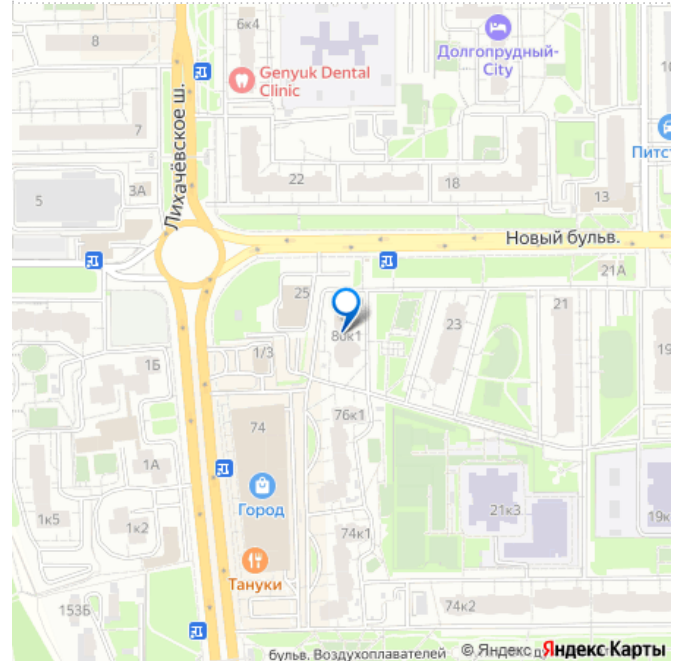 6к4
8
Долгопрудный-
City
Genyuk Dental
Clinic
7
Лихачёвское ш.
Питс
3А
22
18
13
5
Новый бульв.
21А
25
21
80к1
23
19
1/3
1Б
76к1
74
1А
21к3
Город
1к5
1к2
19к
74к1
Тануки
74к2
153Б
бульв. Воздухоплавателей
© Яндекс
Яндекс Карты